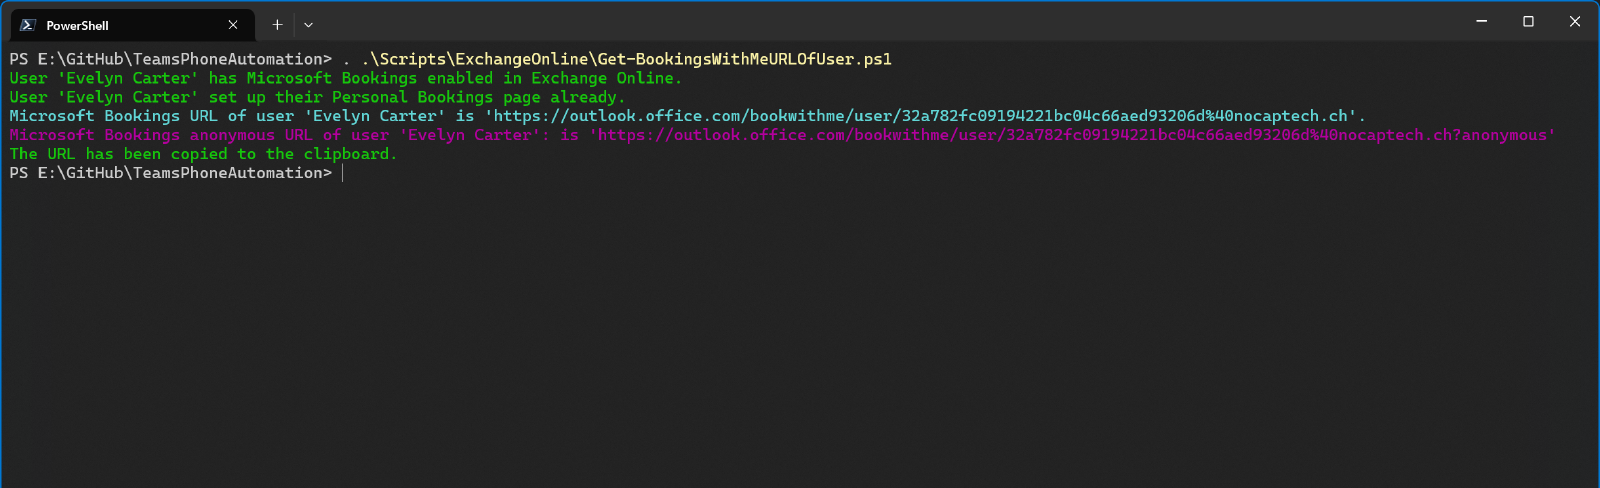 PowerShell
PS E:\GitHub\TeamsPhoneAutomation> . .\Scripts\ExchangeOnline\Get-BookingsWithMeURLOfUser.ps1
User 'Evelyn Carter' has Microsoft Bookings enabled in Exchange Online.
User 'Evelyn Carter' set up their Personal Bookings page already.
Microsoft Bookings URL of user 'Evelyn Carter' is 'https://outlook.office.com/bookwithme/user/32a782fc09194221bc04c66aed93206d%40nocaptech.ch'.
Microsoft Bookings anonymous URL of user 'Evelyn Carter': is 'https://outlook.office.com/bookwithme/user/32a782fc09194221bc04c66aed93206d%40nocaptech.ch?anonymous'
The URL has been copied to the clipboard.
PS E:\GitHub\TeamsPhoneAutomation>